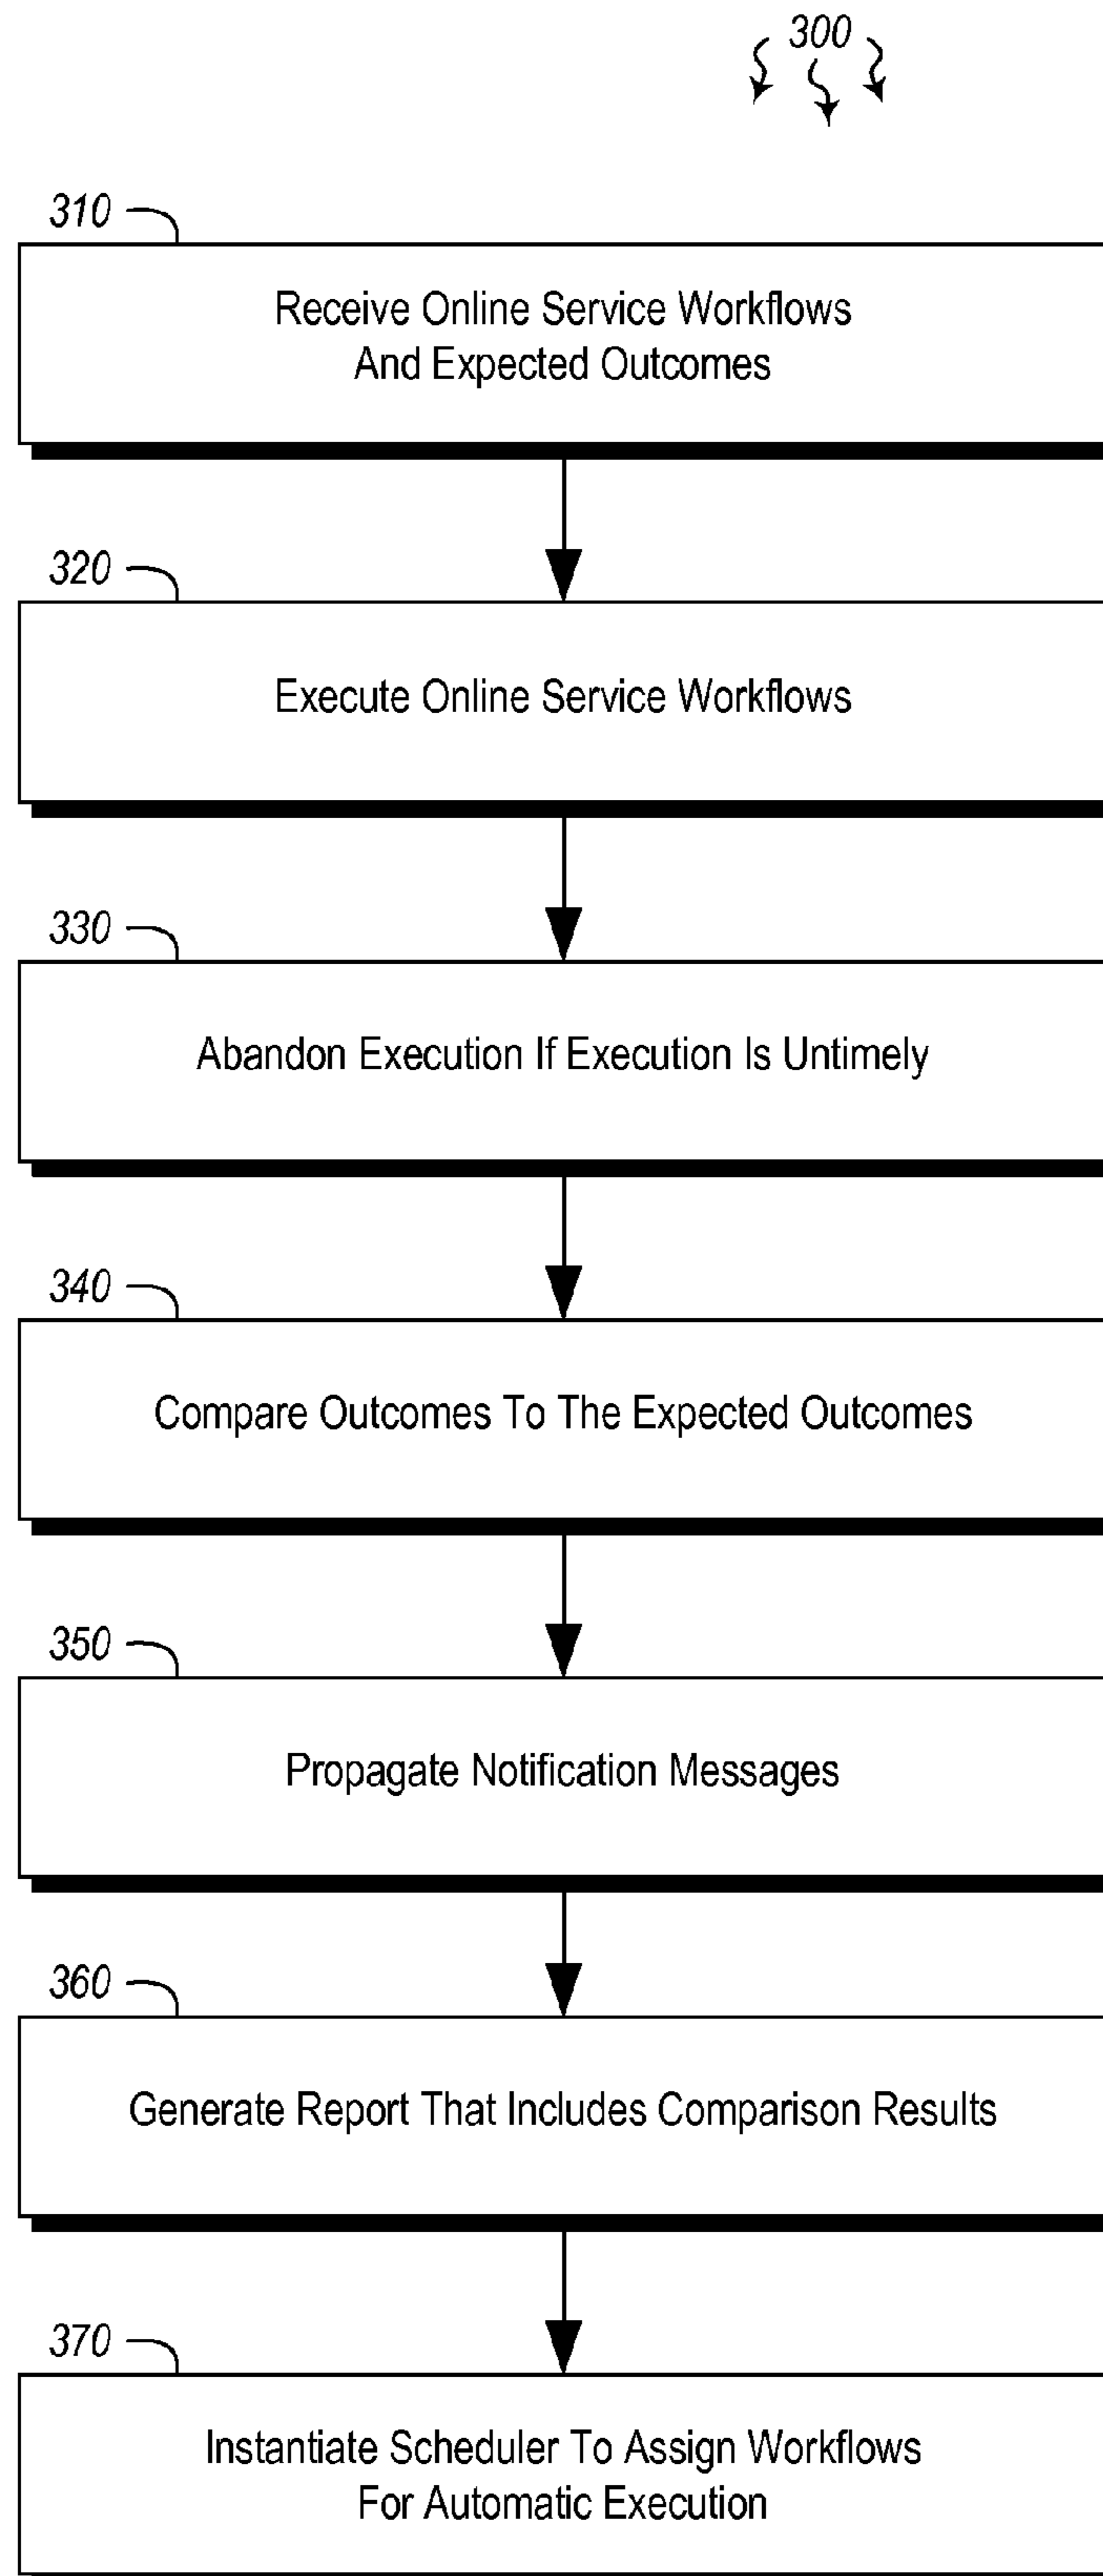 300
310
Receive Online Service Workflows
And Expected Outcomes
320
Execute Online Service Workflows
330
Abandon Execution If Execution Is Untimely
340
Compare Outcomes To The Expected Outcomes
350
Propagate Notification Messages
360
Generate Report That Includes Comparison Results
370
Instantiate Scheduler To Assign Workflows
For Automatic Execution